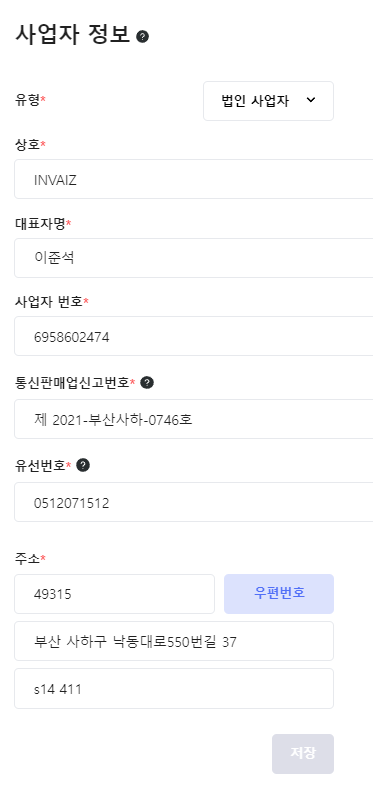 사업자 정보 ?
유형*
법인 사업자
상호*
INVAIZ
대표자명*
이준석
사업자 번호*
6958602474
통신판매업신고번호* ?
제 2021-부산사하-0746호
유선번호* ?
0512071512
주소*
49315 우편번호
부산 사하구 낙동대로550번길 37
s14 411
저장